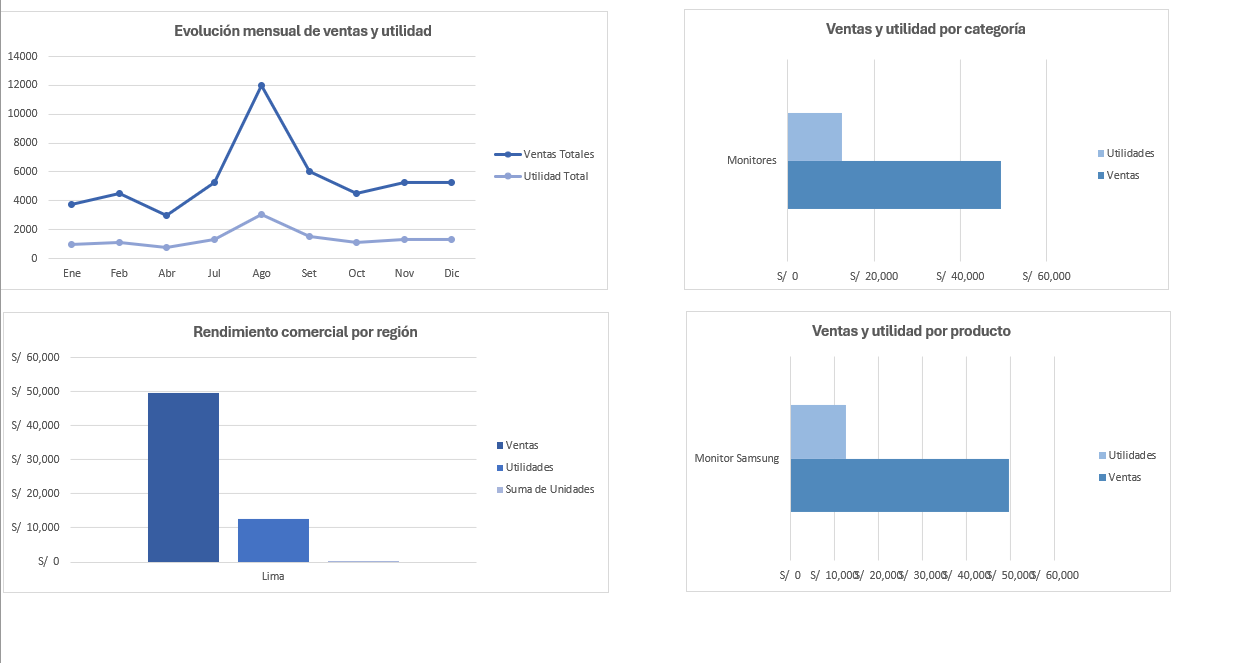 Evolución mensual de ventas y utilidad
14000
12000
10000
8000
6000
4000
2000
0
Ene Feb Abr Jul Ago Set Oct Nov Dic
Ventas Totales
Utilidad Total
Ventas y utilidad por categoría
Monitores
S/ 0 S/ 20,000 S/ 40,000 S/ 60,000
Utilidades
Ventas
Rendimiento comercial por región
S/ 60,000
S/ 50,000
S/ 40,000
S/ 30,000
S/ 20,000
S/ 10,000
S/ 0
Lima
Ventas
Utilidades
Suma de Unidades
Ventas y utilidad por producto
Monitor Samsung
S/ 0 S/ 10,000 S/ 20,000 S/ 30,000 S/ 40,000 S/ 50,000 S/ 60,000
Utilidades
Ventas